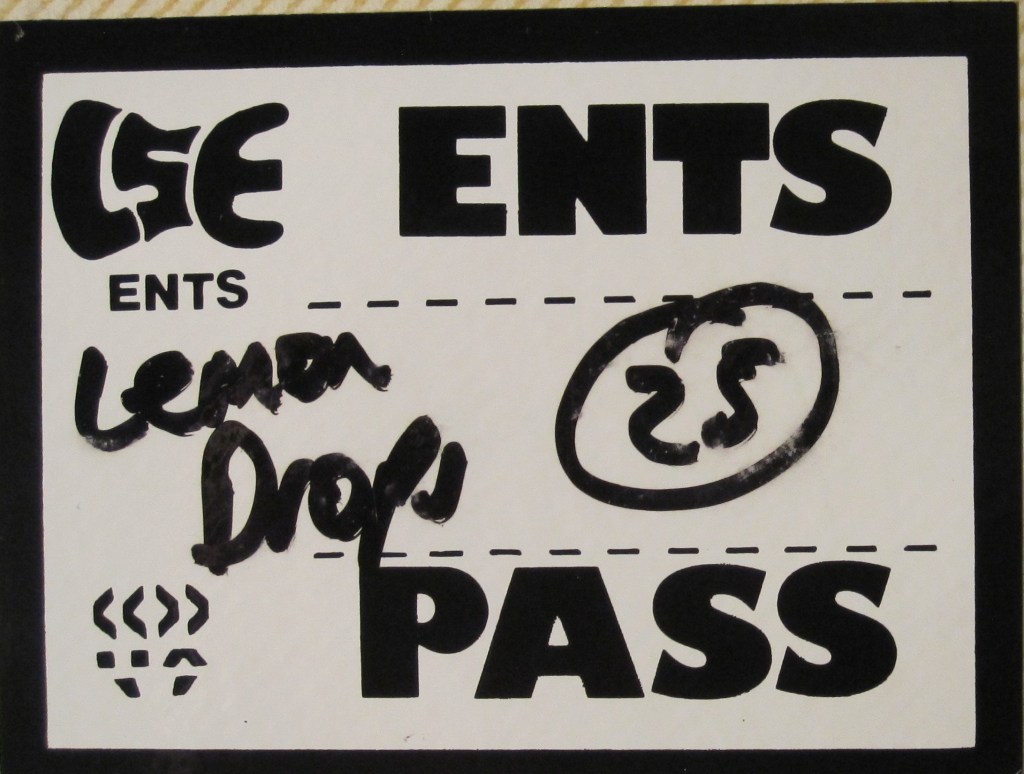 LSE ENTS
ENTS
Lemon
Drops
25
PASS